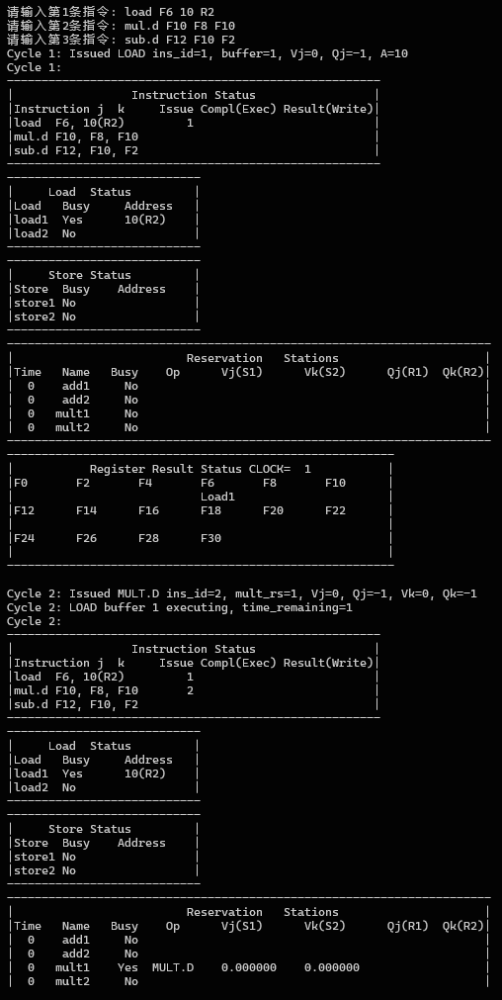 请输入第1条指令: load F6 10 R2
请输入第2条指令: mul.d F10 F8 F10
请输入第3条指令: sub.d F12 F10 F2
Cycle 1: Issued LOAD ins_id=1, buffer=1, Vj=0, Qj=-1, A=10
Cycle 1:
------------------------------------------------------
|                 Instruction Status                 |
|Instruction j  k     Issue Compl(Exec) Result(Write)|
|load  F6, 10(R2)         1                          |
|mul.d F10, F8, F10                                  |
|sub.d F12, F10, F2                                  |
------------------------------------------------------
----------------------------
|     Load  Status         |
|Load   Busy     Address   |
|load1  Yes      10(R2)    |
|load2  No                 |
----------------------------
----------------------------
|     Store Status         |
|Store  Busy    Address    |
|store1 No                 |
|store2 No                 |
----------------------------
----------------------------------------------------------------------
|                         Reservation   Stations                     |
|Time   Name   Busy    Op      Vj(S1)      Vk(S2)      Qj(R1)  Qk(R2)|
|  0    add1     No                                                  |
|  0    add2     No                                                  |
|  0   mult1     No                                                  |
|  0   mult2     No                                                  |
----------------------------------------------------------------------
--------------------------------------------------------
|           Register Result Status CLOCK=  1           |
|F0       F2       F4       F6       F8       F10      |
|                           Load1                      |
|F12      F14      F16      F18      F20      F22      |
|                                                      |
|F24      F26      F28      F30                        |
|                                                      |
--------------------------------------------------------
Cycle 2: Issued MULT.D ins_id=2, mult_rs=1, Vj=0, Qj=-1, Vk=0, Qk=-1
Cycle 2: LOAD buffer 1 executing, time_remaining=1
Cycle 2:
------------------------------------------------------
|                 Instruction Status                 |
|Instruction j  k     Issue Compl(Exec) Result(Write)|
|load  F6, 10(R2)         1                          |
|mul.d F10, F8, F10       2                          |
|sub.d F12, F10, F2                                  |
------------------------------------------------------
----------------------------
|     Load  Status         |
|Load   Busy     Address   |
|load1  Yes      10(R2)    |
|load2  No                 |
----------------------------
----------------------------
|     Store Status         |
|Store  Busy    Address    |
|store1 No                 |
|store2 No                 |
----------------------------
----------------------------------------------------------------------
|                         Reservation   Stations                     |
|Time   Name   Busy    Op      Vj(S1)      Vk(S2)      Qj(R1)  Qk(R2)|
|  0    add1     No                                                  |
|  0    add2     No                                                  |
|  0   mult1    Yes  MULT.D    0.000000    0.000000                  |
|  0   mult2     No                                                  |